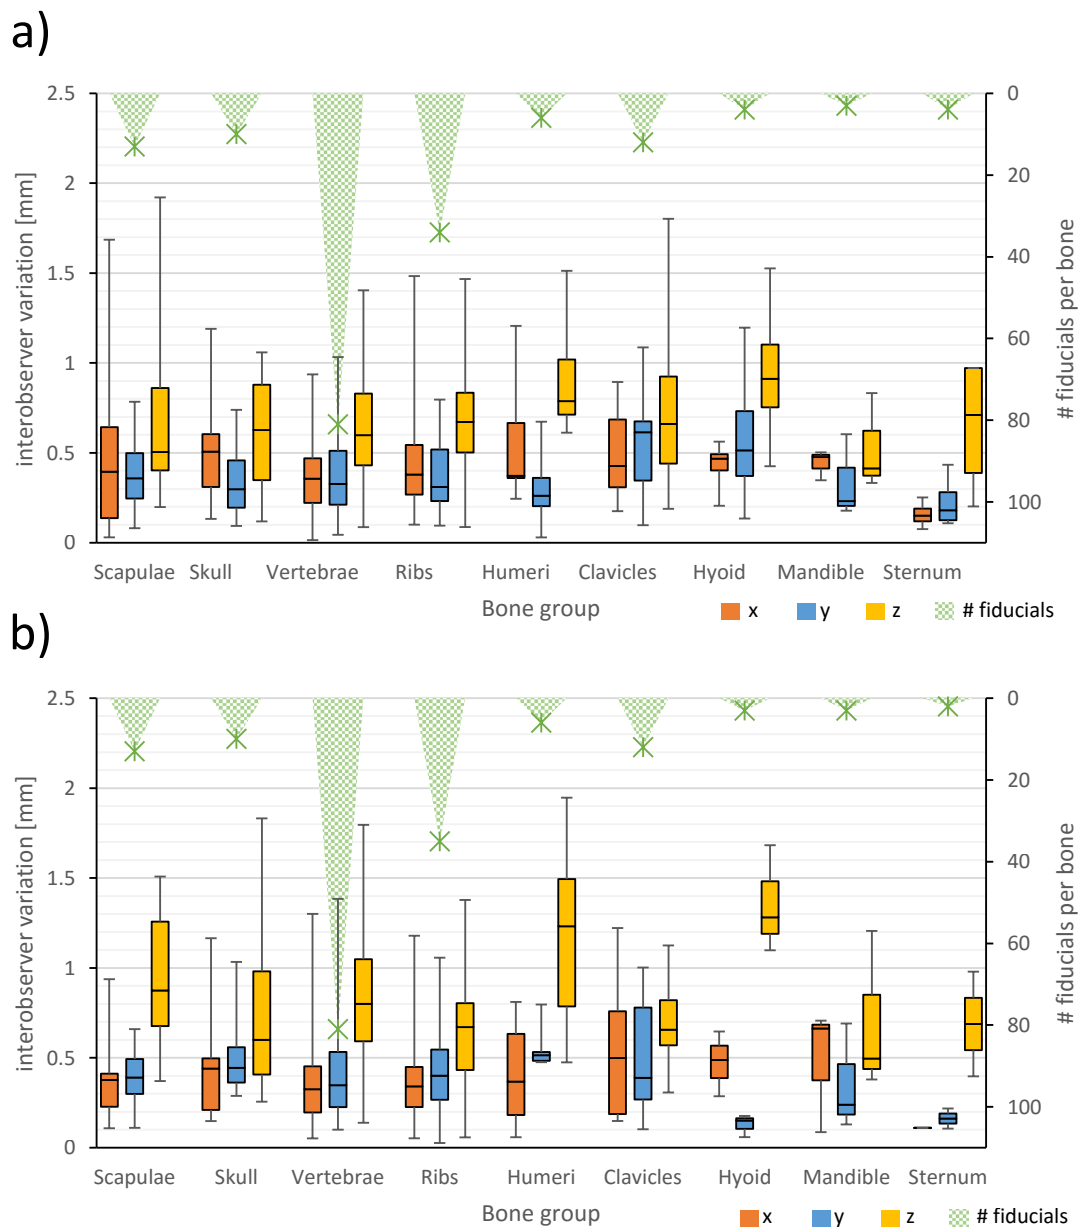 a)
2.5
2
1.5
1
0.5
0
interobserver variation [mm]
0
20
40
60
80
100
# fiducials per bone
Scapulae Skull Vertebrae Ribs Humeri Clavicles Hyoid Mandible Sternum
Bone group
x y z # fiducials
b)
2.5
2
1.5
1
0.5
0
interobserver variation [mm]
0
20
40
60
80
100
# fiducials per bone
Scapulae Skull Vertebrae Ribs Humeri Clavicles Hyoid Mandible Sternum
Bone group
x y z # fiducials